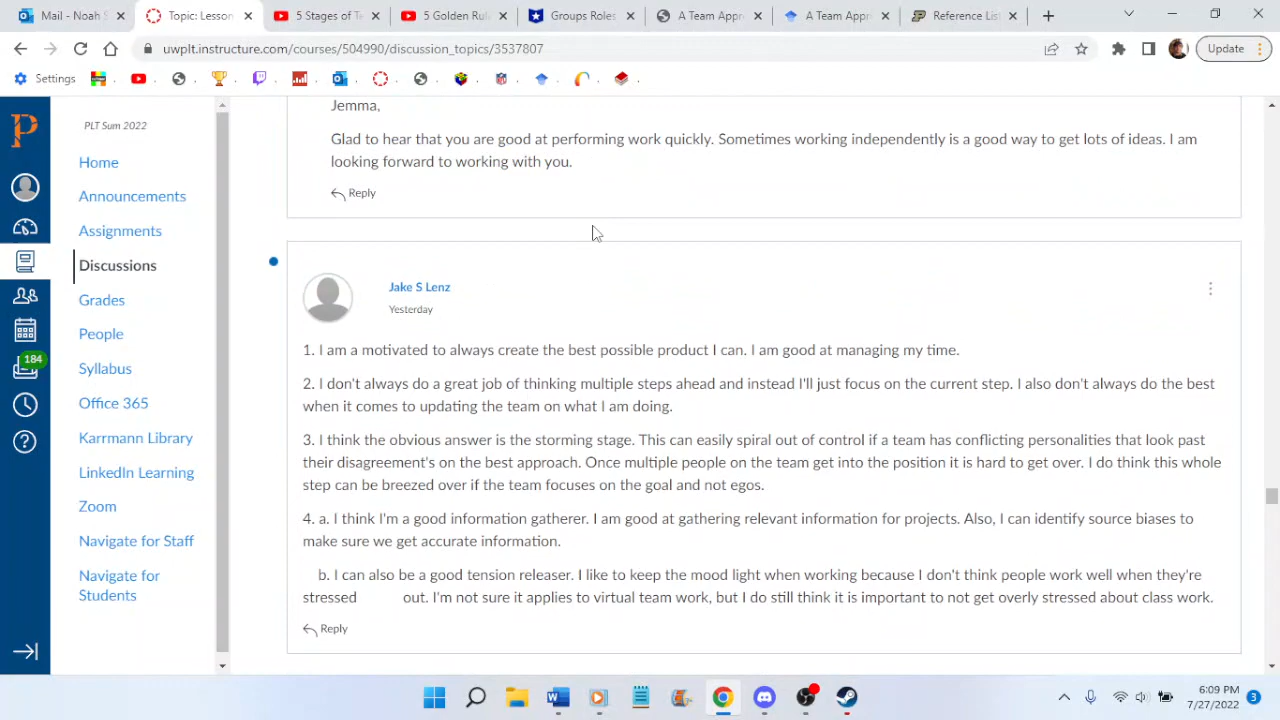 Mail - Noah S
Topic: Lesson
5 Stages of Te
5 Golden Rul
Groups Roles
A Team Appr
A Team Appr
Reference List
uwplt.instructure.com/courses/504990/discussion_topics/3537807
Update
Settings
P
PLT Sum 2022
Home
Announcements
Assignments
Discussions
Grades
People
184
Syllabus
Office 365
Karrmann Library
LinkedIn Learning
Zoom
Navigate for Staff
Navigate for
Students
Jemma,
Glad to hear that you are good at performing work quickly. Sometimes working independently is a good way to get lots of ideas. I am
looking forward to working with you.
Reply
Jake S Lenz
Yesterday
1. I am a motivated to always create the best possible product I can. I am good at managing my time.
2. I don't always do a great job of thinking multiple steps ahead and instead I'll just focus on the current step. I also don't always do the best
when it comes to updating the team on what I am doing.
3. I think the obvious answer is the storming stage. This can easily spiral out of control if a team has conflicting personalities that look past
their disagreement's on the best approach. Once multiple people on the team get into the position it is hard to get over. I do think this whole
step can be breezed over if the team focuses on the goal and not egos.
4. a. I think I'm a good information gatherer. I am good at gathering relevant information for projects. Also, I can identify source biases to
make sure we get accurate information.
b. I can also be a good tension releaser. I like to keep the mood light when working because I don't think people work well when they're
stressed out. I'm not sure it applies to virtual team work, but I do still think it is important to not get overly stressed about class work.
Reply
6:09 PM
7/27/2022
3